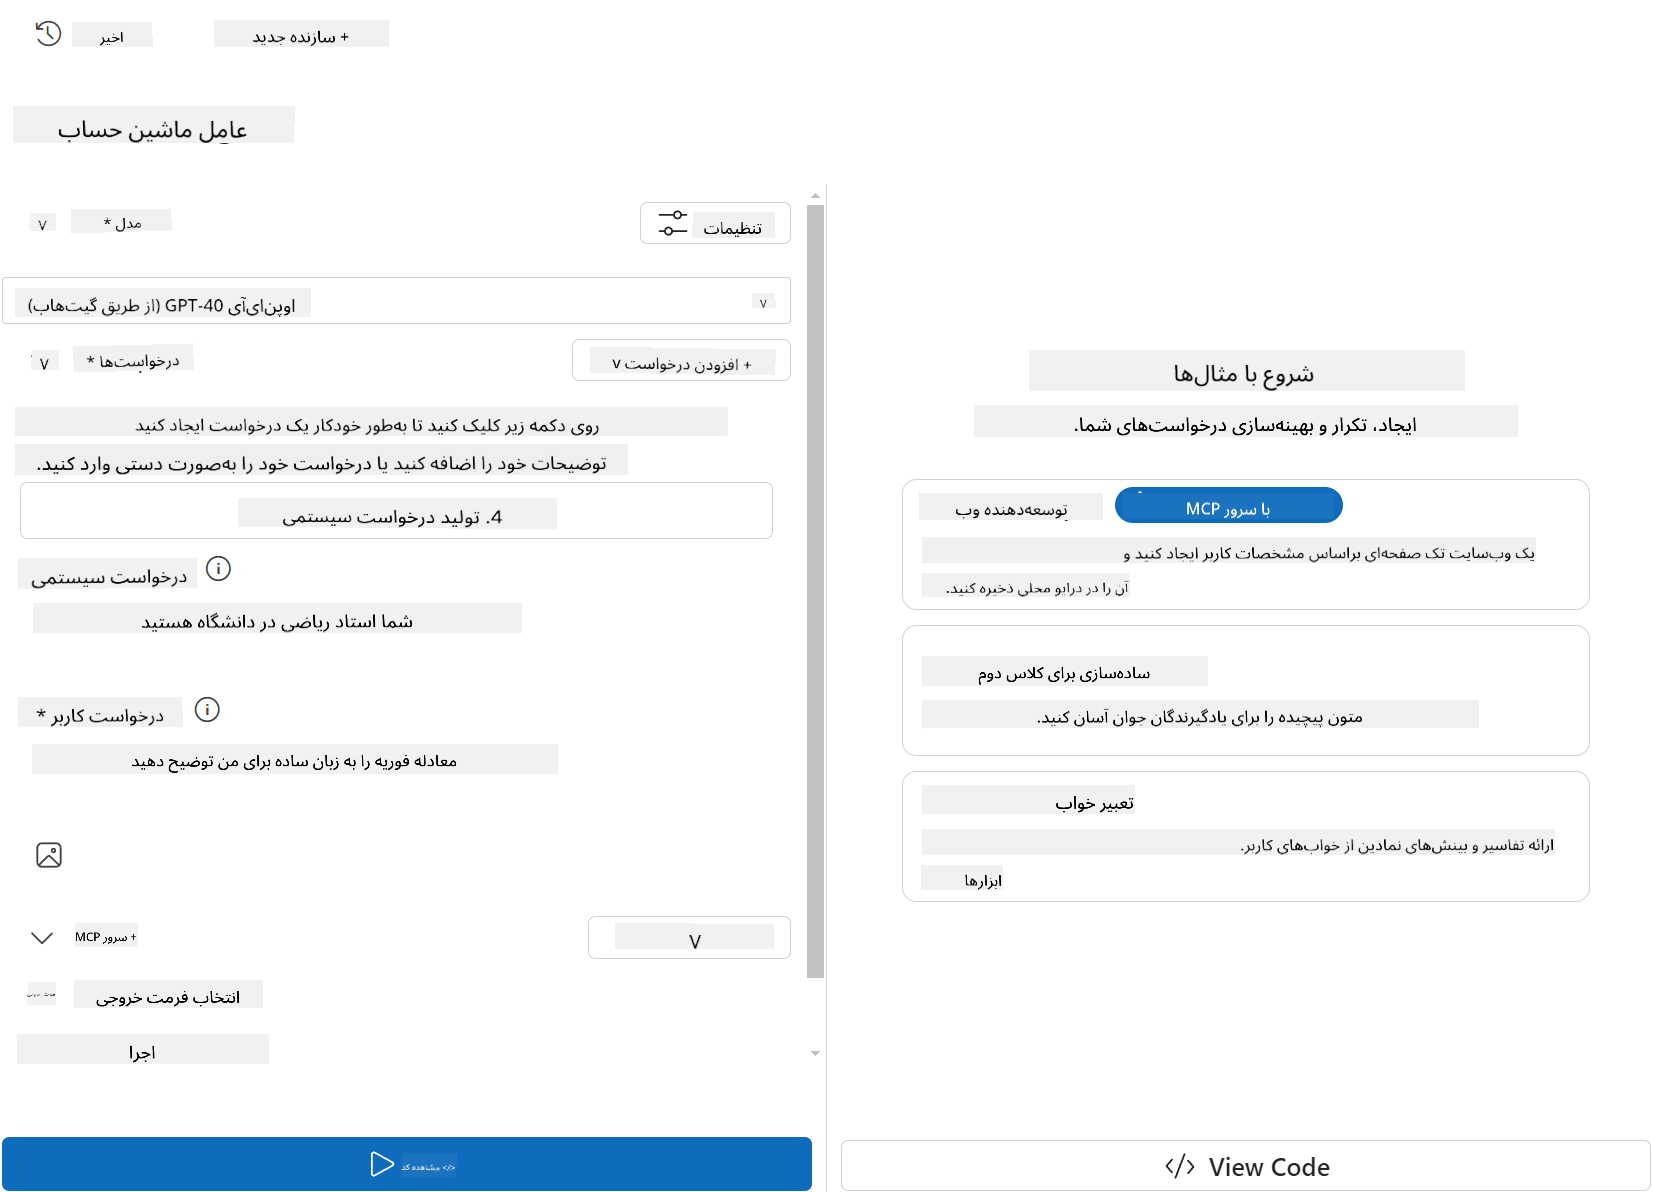 اخیر
+ سازنده جدید
عامل ماشین حساب
v
مدل *
تنظیمات
اوپن‌ای‌آی GPT-40 (از طریق گیت‌هاب)
v
v
درخواست‌ها *
+ افزودن درخواست v
روی دکمه زیر کلیک کنید تا به‌طور خودکار یک درخواست ایجاد کنید
توضیحات خود را اضافه کنید یا درخواست خود را به‌صورت دستی وارد کنید.
4. تولید درخواست سیستمی
درخواست سیستمی
شما استاد ریاضی در دانشگاه هستید
درخواست کاربر *
معادله فوریه را به زبان ساده برای من توضیح دهید
+ سرور MCP
v
انتخاب فرمت خروجی
اجرا
</> مشاهده کد
شروع با مثال‌ها
ایجاد، تکرار و بهینه‌سازی درخواست‌های شما.
توسعه‌دهنده وب
با سرور MCP
یک وب‌سایت تک صفحه‌ای براساس مشخصات کاربر ایجاد کنید و
آن را در درایو محلی ذخیره کنید.
ساده‌سازی برای کلاس دوم
متون پیچیده را برای یادگیرندگان جوان آسان کنید.
تعبیر خواب
ارائه تفاسیر و بینش‌های نمادین از خواب‌های کاربر.
ابزارها
</> View Code